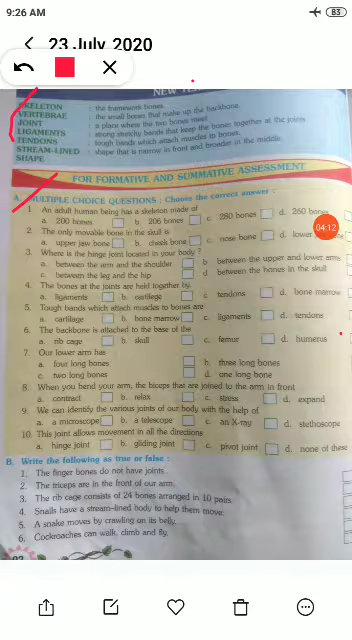 9:26 AM
83
23 July 2020
NEW
SKELETON : the framework bones.
VERTEBRAE : the small bones that make up the backbone.
JOINT : a place where the two bones meet.
LIGAMENTS : strong stretchy bands that keep the bones together at the joints.
TENDONS : tough bands which attach muscles to bones.
STREAM-LINED : shape that is narrow in front and broader in the middle.
SHAPE
FOR FORMATIVE AND SUMMATIVE ASSESSMENT
A. MULTIPLE CHOICE QUESTIONS : Choose the correct answer :
1. An adult human being has a skeleton made of
a. 200 bones b. 206 bones c. 280 bones d. 260 bones
04:12
2. The only movable bone in the skull is
a. upper jaw bone b. cheek bone c. nose bone d. lower
3. Where is the hinge joint located in your body ?
a. between the arm and the shoulder b. between the upper and lower arms
c. between the leg and the hip d. between the bones in the skull
4. The bones at the joints are held together by
a. ligaments b. cartilege c. tendons d. bone marrow
5. Tough bands which attach muscles to bones are
a. cartilage b. bone marrow c. ligaments d. tendons
6. The backbone is attached to the base of the
a. rib cage b. skull c. femur d. humerus
7. Our lower arm has
a. four long bones b. three long bones
c. two long bones d. one long bone
8. When you bend your arm, the biceps that are joined to the arm in front
a. contract b. relax c. stress d. expand
9. We can identify the various joints of our body with the help of
a. a microscope b. a telescope c. an X-ray d. stethoscope
10. This joint allows movement in all the directions
a. hinge joint b. gliding joint c. pivot joint d. none of these
B. Write the following as true or false :
1. The finger bones do not have joints.
2. The triceps are in the front of our arm.
3. The rib cage consists of 24 bones arranged in 10 pairs.
4. Snails have a stream-lined body to help them move.
5. A snake moves by crawling on its belly.
6. Cockroaches can walk, climb and fly.